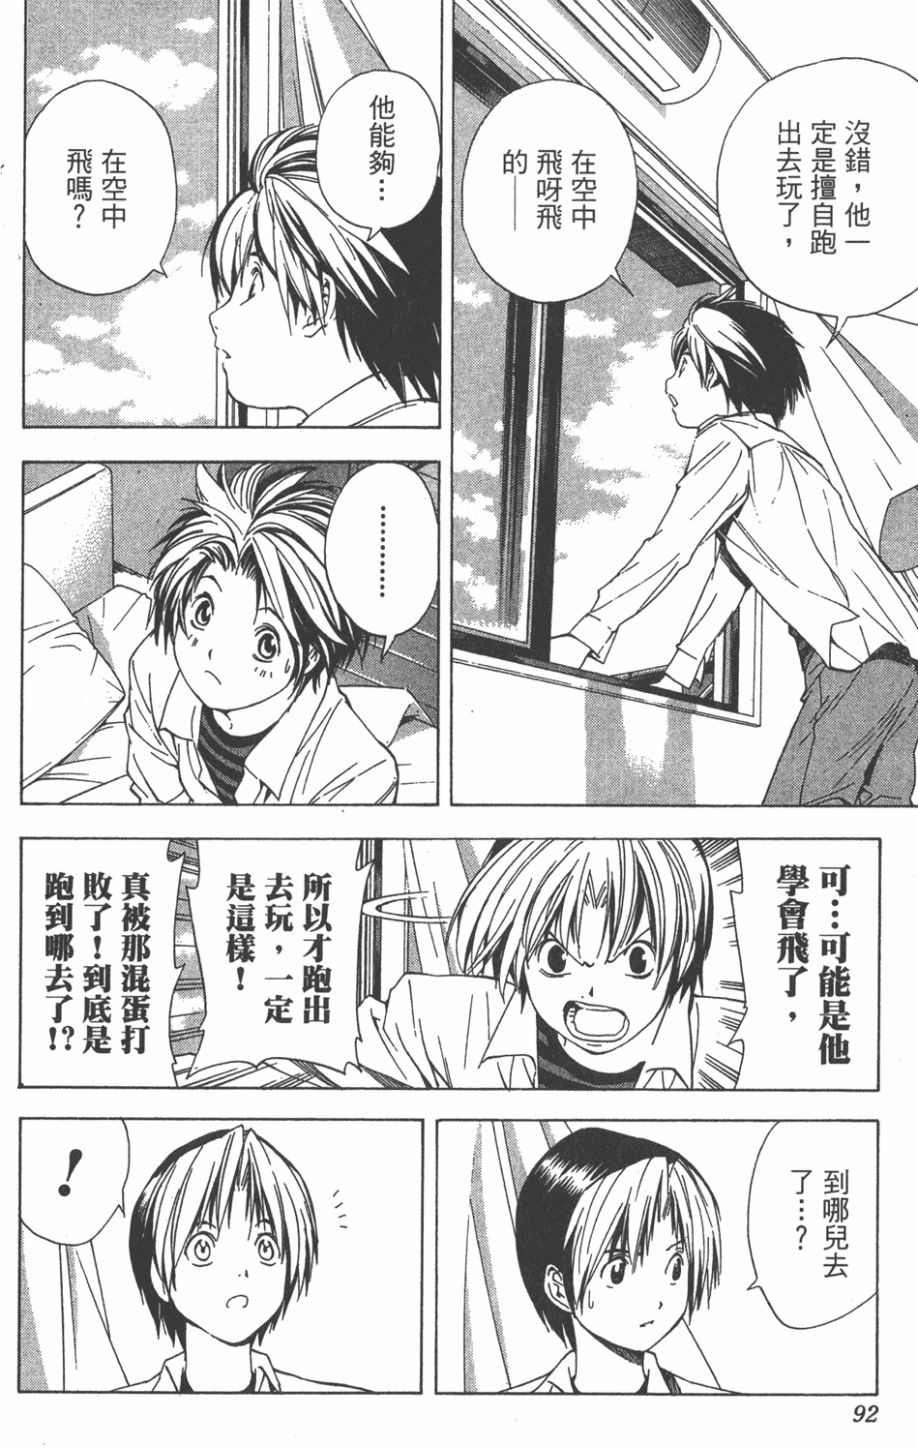 沒錯，他一
定是擅自跑
出去玩了，
在空中
飛呀飛
的——
他能夠…
在空中
飛嗎？
…………
可…可能是他
學會飛了，
所以才跑出
去玩，一定
是這樣！
真被那混蛋打
敗了！到底是
跑到哪去了!?
到哪兒去
了…？
！
92